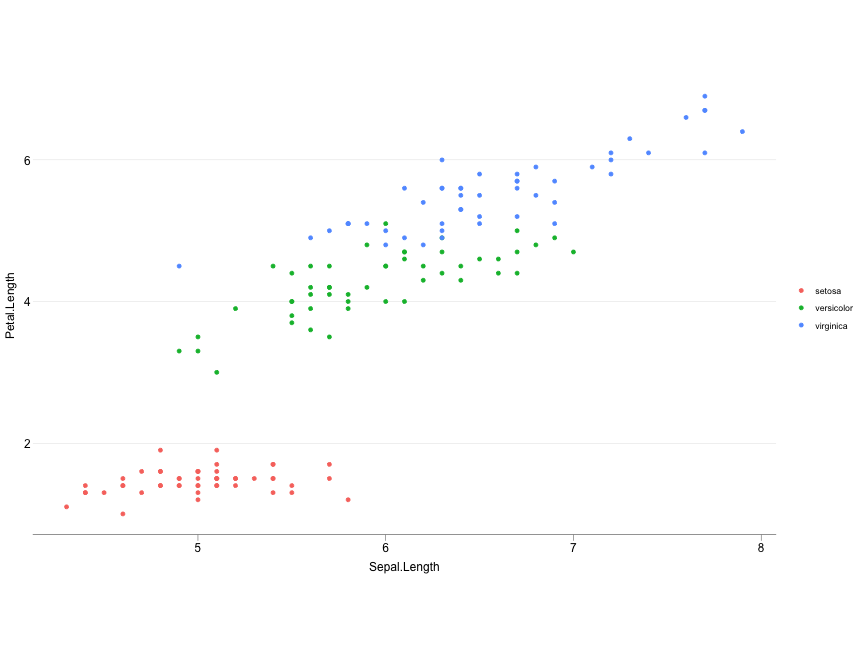 6
4
2
Petal.Length
5 6 7 8
Sepal.Length
setosa
versicolor
virginica